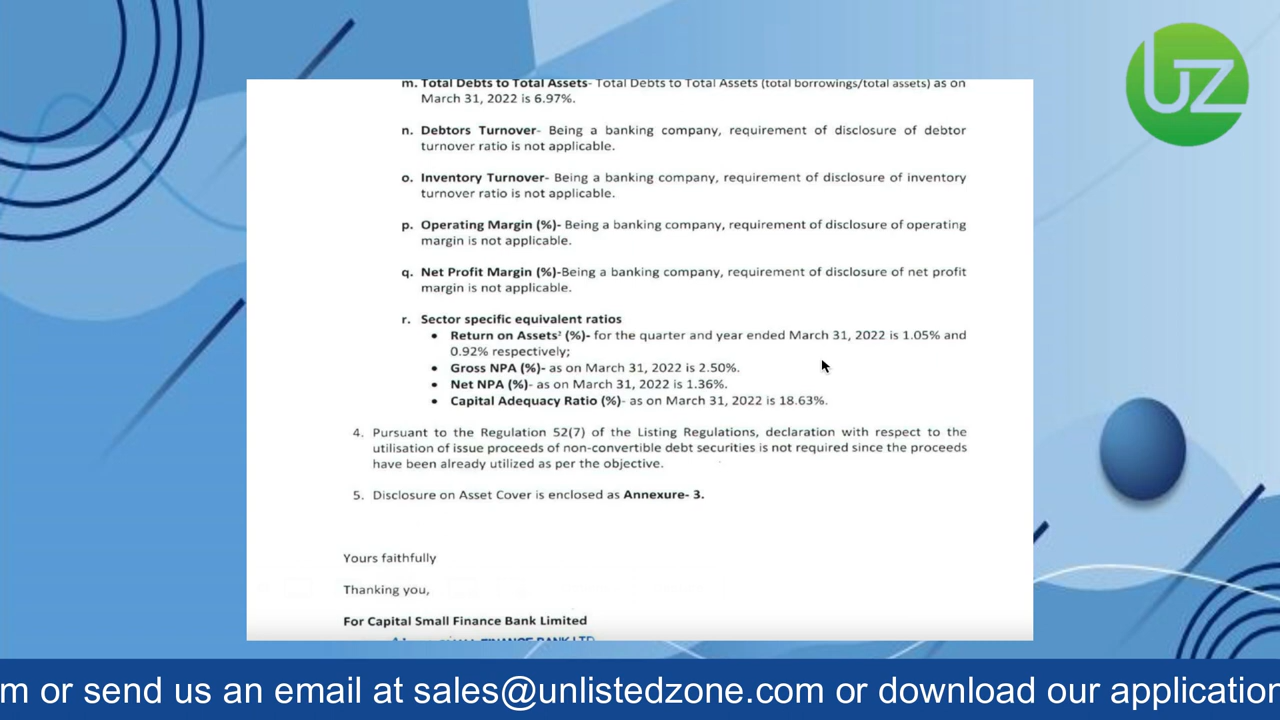 UZ
m. Total Debts to Total Assets- Total Debts to Total Assets (total borrowings/total assets) as on
March 31, 2022 is 6.97%.
n. Debtors Turnover- Being a banking company, requirement of disclosure of debtor
turnover ratio is not applicable.
o. Inventory Turnover- Being a banking company, requirement of disclosure of inventory
turnover ratio is not applicable.
p. Operating Margin (%)- Being a banking company, requirement of disclosure of operating
margin is not applicable.
q. Net Profit Margin (%)-Being a banking company, requirement of disclosure of net profit
margin is not applicable.
r. Sector specific equivalent ratios
• Return on Assets² (%)- for the quarter and year ended March 31, 2022 is 1.05% and
0.92% respectively;
• Gross NPA (%)- as on March 31, 2022 is 2.50%.
• Net NPA (%)- as on March 31, 2022 is 1.36%.
• Capital Adequacy Ratio (%)- as on March 31, 2022 is 18.63%.
4. Pursuant to the Regulation 52(7) of the Listing Regulations, declaration with respect to the
utilisation of issue proceeds of non-convertible debt securities is not required since the proceeds
have been already utilized as per the objective.
5. Disclosure on Asset Cover is enclosed as Annexure- 3.
Yours faithfully
Thanking you,
For Capital Small Finance Bank Limited
FINANCE BANK LTD
m or send us an email at sales@unlistedzone.com or download our application